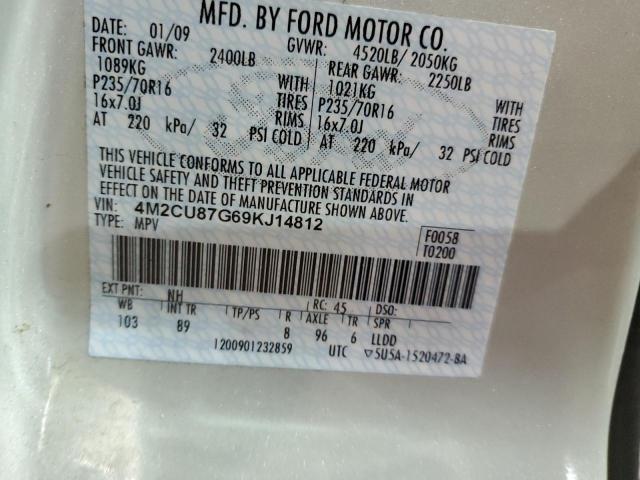 MFD. BY FORD MOTOR CO.
DATE: 01/09 GVWR: 4520LB/ 2050KG
FRONT GAWR: 2400LB REAR GAWR: 2250LB
1089KG WITH 1021KG WITH
P235/70R16 TIRES P235/70R16 TIRES
16x7.0J RIMS 16x7.0J RIMS
AT 220 kPa/ 32 PSI COLD AT 220 kPa/ 32 PSI COLD
THIS VEHICLE CONFORMS TO ALL APPLICABLE FEDERAL MOTOR
VEHICLE SAFETY AND THEFT PREVENTION STANDARDS IN
EFFECT ON THE DATE OF MANUFACTURE SHOWN ABOVE.
VIN: 4M2CU87G69KJ14812
TYPE: MPV
F0058
T0200
EXT PNT: NH RC: 45 DSO:
WB INT TR TP/PS R AXLE TR SPR
103 89 8 96 6 LLDD
1200901232859 UTC ▽5U5A-1520472-BA